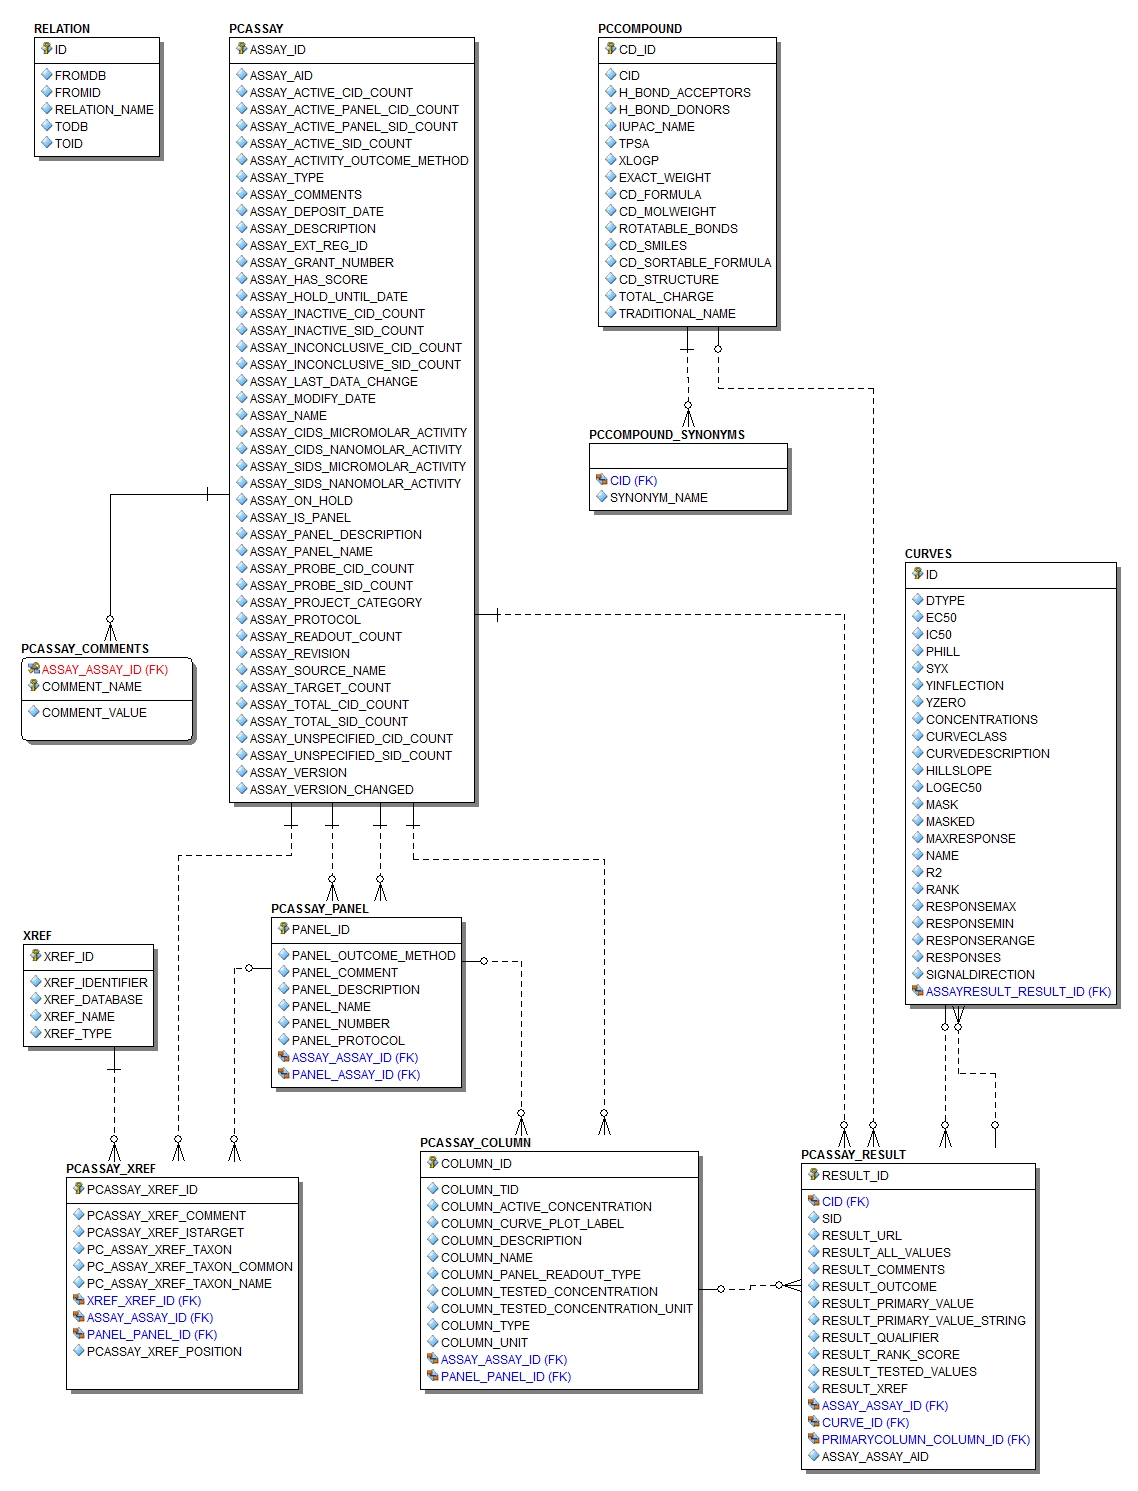 RELATION
ID
FROMDB
FROMID
RELATION_NAME
TODB
TOID
PCASSAY
ASSAY_ID
ASSAY_AID
ASSAY_ACTIVE_CID_COUNT
ASSAY_ACTIVE_PANEL_CID_COUNT
ASSAY_ACTIVE_PANEL_SID_COUNT
ASSAY_ACTIVE_SID_COUNT
ASSAY_ACTIVITY_OUTCOME_METHOD
ASSAY_TYPE
ASSAY_COMMENTS
ASSAY_DEPOSIT_DATE
ASSAY_DESCRIPTION
ASSAY_EXT_REG_ID
ASSAY_GRANT_NUMBER
ASSAY_HAS_SCORE
ASSAY_HOLD_UNTIL_DATE
ASSAY_INACTIVE_CID_COUNT
ASSAY_INACTIVE_SID_COUNT
ASSAY_INCONCLUSIVE_CID_COUNT
ASSAY_INCONCLUSIVE_SID_COUNT
ASSAY_LAST_DATA_CHANGE
ASSAY_MODIFY_DATE
ASSAY_NAME
ASSAY_CIDS_MICROMOLAR_ACTIVITY
ASSAY_CIDS_NANOMOLAR_ACTIVITY
ASSAY_SIDS_MICROMOLAR_ACTIVITY
ASSAY_SIDS_NANOMOLAR_ACTIVITY
ASSAY_ON_HOLD
ASSAY_IS_PANEL
ASSAY_PANEL_DESCRIPTION
ASSAY_PANEL_NAME
ASSAY_PROBE_CID_COUNT
ASSAY_PROBE_SID_COUNT
ASSAY_PROJECT_CATEGORY
ASSAY_PROTOCOL
ASSAY_READOUT_COUNT
ASSAY_REVISION
ASSAY_SOURCE_NAME
ASSAY_TARGET_COUNT
ASSAY_TOTAL_CID_COUNT
ASSAY_TOTAL_SID_COUNT
ASSAY_UNSPECIFIED_CID_COUNT
ASSAY_UNSPECIFIED_SID_COUNT
ASSAY_VERSION
ASSAY_VERSION_CHANGED
PCCOMPOUND
CD_ID
CID
H_BOND_ACCEPTORS
H_BOND_DONORS
IUPAC_NAME
TPSA
XLOGP
EXACT_WEIGHT
CD_FORMULA
CD_MOLWEIGHT
ROTATABLE_BONDS
CD_SMILES
CD_SORTABLE_FORMULA
CD_STRUCTURE
TOTAL_CHARGE
TRADITIONAL_NAME
PCCOMPOUND_SYNONYMS
CID (FK)
SYNONYM_NAME
CURVES
ID
DTYPE
EC50
IC50
PHILL
SYX
YINFLECTION
YZERO
CONCENTRATIONS
CURVECLASS
CURVEDESCRIPTION
HILLSLOPE
LOGEC50
MASK
MASKED
MAXRESPONSE
NAME
R2
RANK
RESPONSEMAX
RESPONSEMIN
RESPONSERANGE
RESPONSES
SIGNALDIRECTION
ASSAYRESULT_RESULT_ID (FK)
PCASSAY_COMMENTS
ASSAY_ASSAY_ID (FK)
COMMENT_NAME
COMMENT_VALUE
PCASSAY_PANEL
PANEL_ID
PANEL_OUTCOME_METHOD
PANEL_COMMENT
PANEL_DESCRIPTION
PANEL_NAME
PANEL_NUMBER
PANEL_PROTOCOL
ASSAY_ASSAY_ID (FK)
PANEL_ASSAY_ID (FK)
XREF
XREF_ID
XREF_IDENTIFIER
XREF_DATABASE
XREF_NAME
XREF_TYPE
PCASSAY_XREF
PCASSAY_XREF_ID
PCASSAY_XREF_COMMENT
PCASSAY_XREF_ISTARGET
PC_ASSAY_XREF_TAXON
PC_ASSAY_XREF_TAXON_COMMON
PC_ASSAY_XREF_TAXON_NAME
XREF_XREF_ID (FK)
ASSAY_ASSAY_ID (FK)
PANEL_PANEL_ID (FK)
PCASSAY_XREF_POSITION
PCASSAY_COLUMN
COLUMN_ID
COLUMN_TID
COLUMN_ACTIVE_CONCENTRATION
COLUMN_CURVE_PLOT_LABEL
COLUMN_DESCRIPTION
COLUMN_NAME
COLUMN_PANEL_READOUT_TYPE
COLUMN_TESTED_CONCENTRATION
COLUMN_TESTED_CONCENTRATION_UNIT
COLUMN_TYPE
COLUMN_UNIT
ASSAY_ASSAY_ID (FK)
PANEL_PANEL_ID (FK)
PCASSAY_RESULT
RESULT_ID
CID (FK)
SID
RESULT_URL
RESULT_ALL_VALUES
RESULT_COMMENTS
RESULT_OUTCOME
RESULT_PRIMARY_VALUE
RESULT_PRIMARY_VALUE_STRING
RESULT_QUALIFIER
RESULT_RANK_SCORE
RESULT_TESTED_VALUES
RESULT_XREF
ASSAY_ASSAY_ID (FK)
CURVE_ID (FK)
PRIMARYCOLUMN_COLUMN_ID (FK)
ASSAY_ASSAY_AID